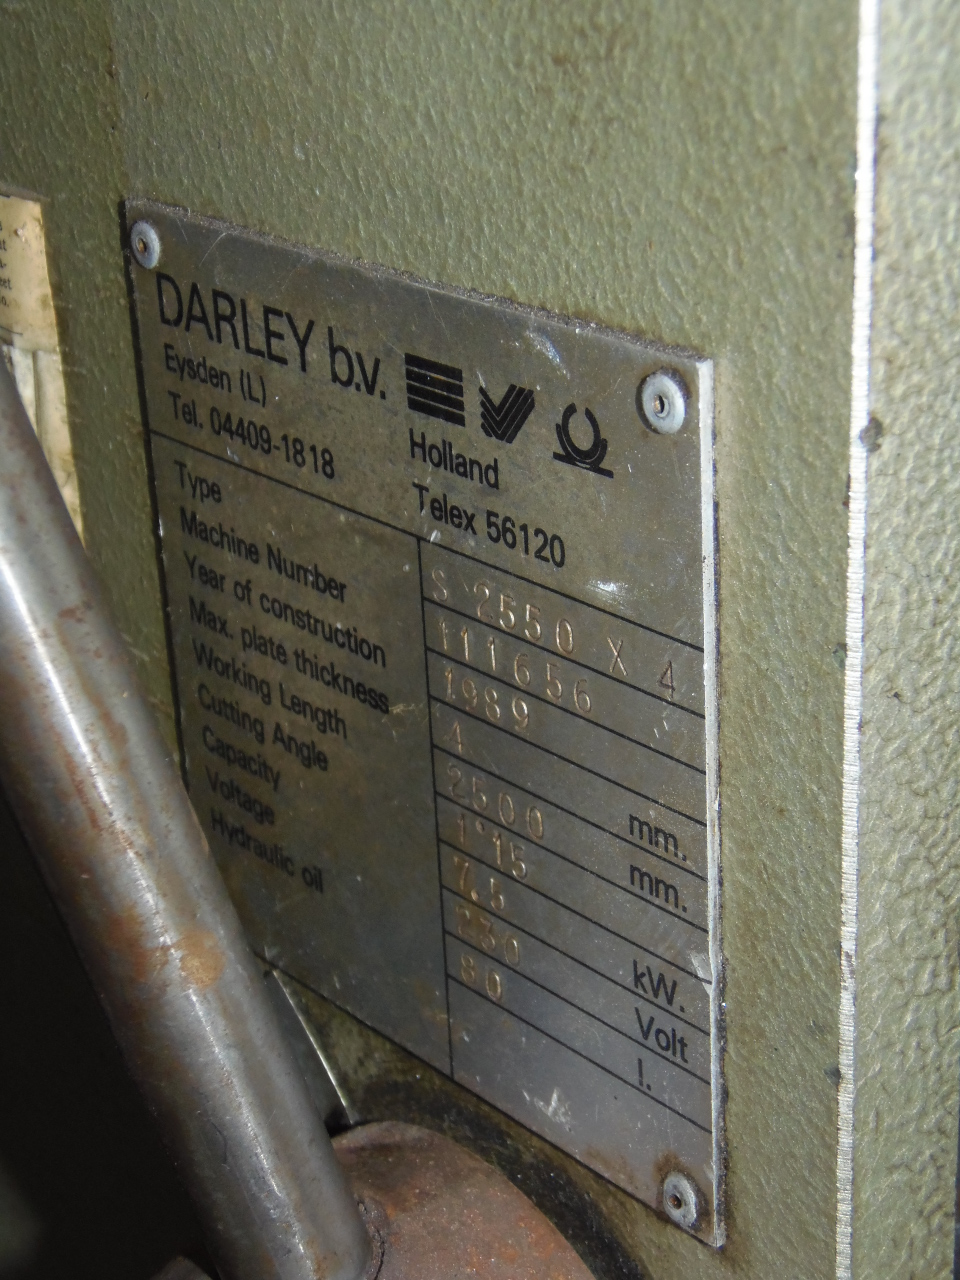 DARLEY b.v.
Eysden (L) Holland
Tel. 04409-1818 Telex 56120
Type S 2550 X 4
Machine Number 111656
Year of construction 1989
Max. plate thickness 4 mm.
Working Length 2500 mm.
Cutting Angle 1°15
Capacity 7,5 kW.
Voltage 230 Volt
Hydraulic oil 80 l.